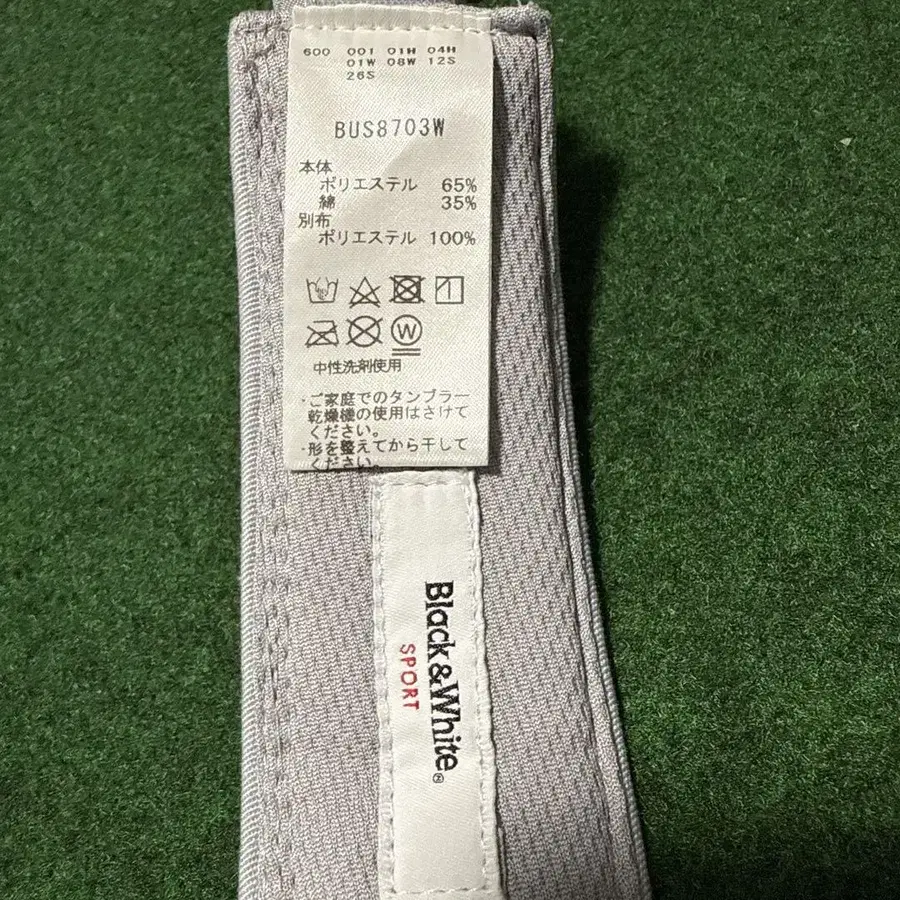 600 001 01H 04H
01W 08W 12S
26S
BUS8703W
本体
ポリエステル 65%
綿 35%
別布
ポリエステル 100%
W
中性洗剤使用
・ご家庭でのタンブラー
乾燥機の使用はさけて
ください。
・形を整えてから干して
ください。
Black&White®
SPORT